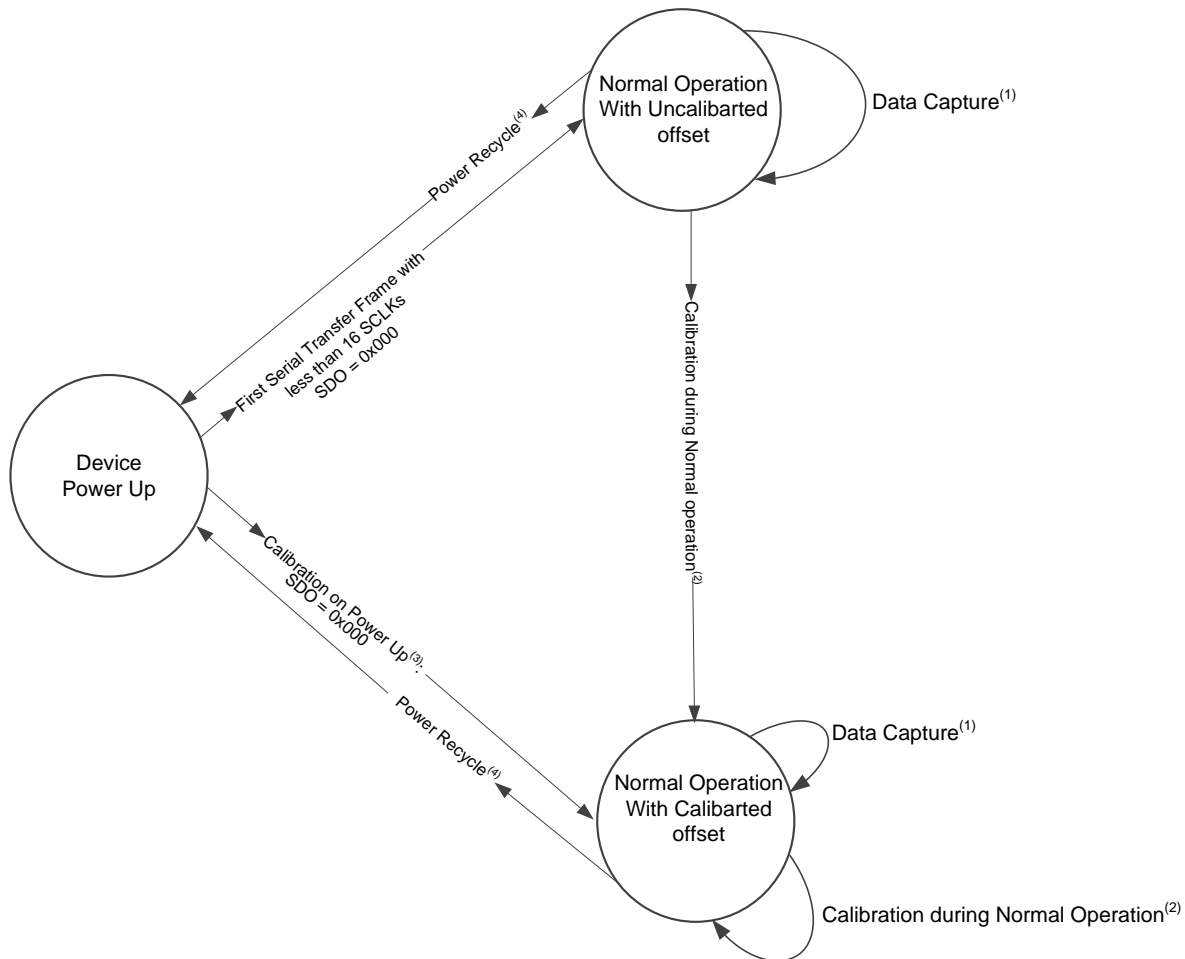 Normal Operation
With Uncalibarted
offset
Data Capture(1)
Power Recycle(4)
First Serial Transfer Frame with
less than 16 SCLKs
SDO = 0x000
Calibration during Normal operation(2)
Device
Power Up
Calibration on Power Up(3):
SDO = 0x000
Power Recycle(4)
Normal Operation
With Calibarted
offset
Data Capture(1)
Calibration during Normal Operation(2)